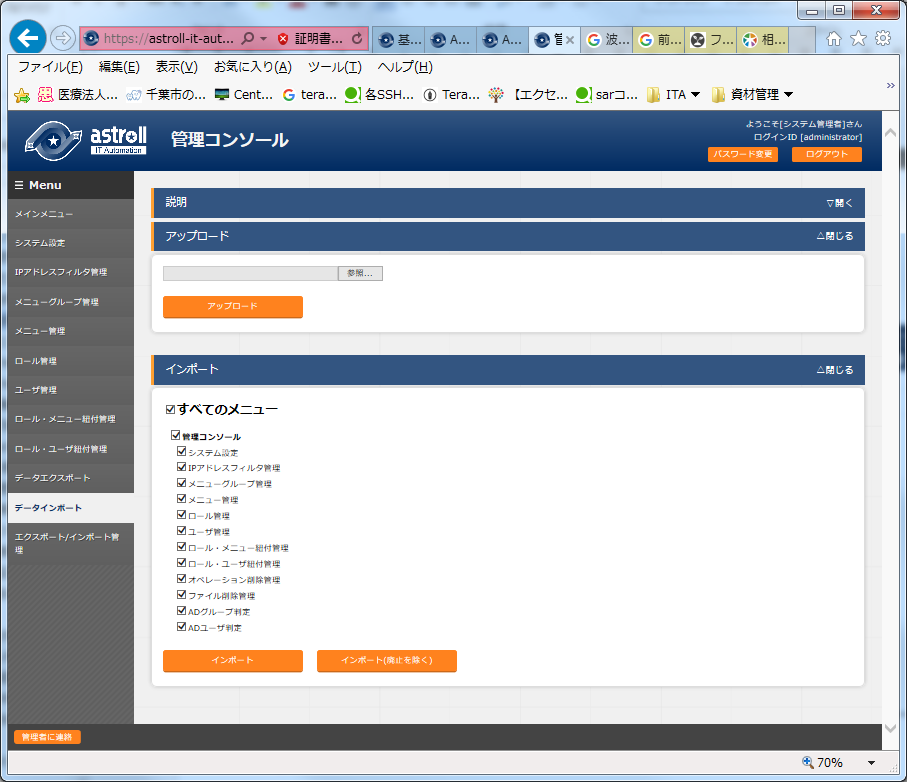 https://astroll-it-aut...
証明書...
基...
A...
A...
管
波...
前...
フ...
相...
ファイル(F) 編集(E) 表示(V) お気に入り(A) ツール(T) ヘルプ(H)
医療法人... 千葉市の... Cent... tera... 各SSH... Tera... 【エクセ... sarコ... ITA 資材管理 »
astroll
IT Automation
管理コンソール
ようこそ[システム管理者]さん
ログインID [administrator]
パスワード変更 ログアウト
☰ Menu
メインメニュー
システム設定
IPアドレスフィルタ管理
メニューグループ管理
メニュー管理
ロール管理
ユーザ管理
ロール・メニュー紐付管理
ロール・ユーザ紐付管理
データエクスポート
データインポート
エクスポート/インポート管
理
説明 ▽開く
アップロード △閉じる
参照...
アップロード
インポート △閉じる
すべてのメニュー
管理コンソール
システム設定
IPアドレスフィルタ管理
メニューグループ管理
メニュー管理
ロール管理
ユーザ管理
ロール・メニュー紐付管理
ロール・ユーザ紐付管理
オペレーション削除管理
ファイル削除管理
ADグループ判定
ADユーザ判定
インポート インポート(廃止を除く)
管理者に連絡
70%